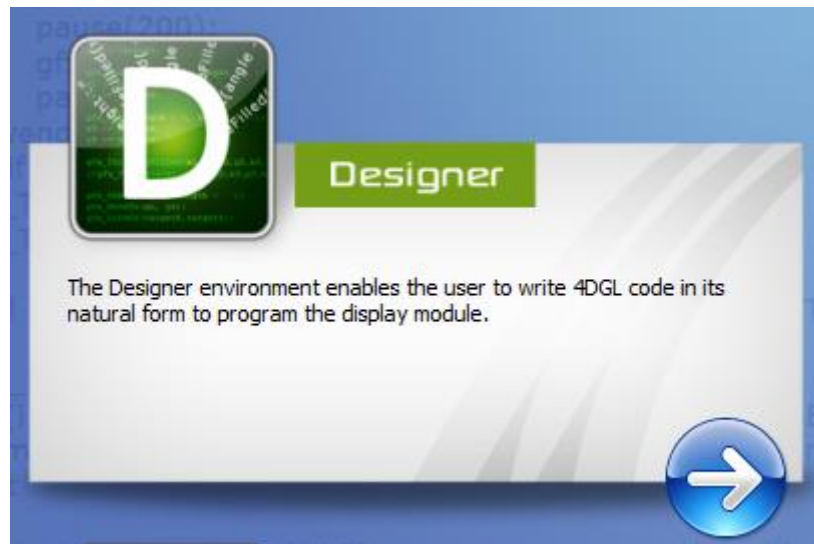 pause(200);
D
Designer
The Designer environment enables the user to write 4DGL code in its
natural form to program the display module.